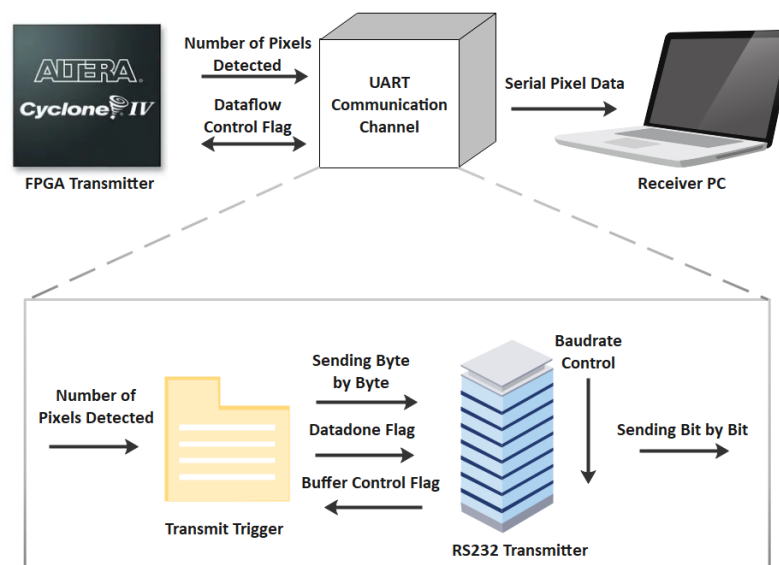 Number of Pixels
Detected
Dataflow
Control Flag
ALTERA
Cyclone IV
FPGA Transmitter
UART
Communication
Channel
Serial Pixel Data
Receiver PC
Number of
Pixels Detected
Sending Byte
by Byte
Datadone Flag
Buffer Control Flag
Transmit Trigger
Baudrate
Control
RS232 Transmitter
Sending Bit by Bit